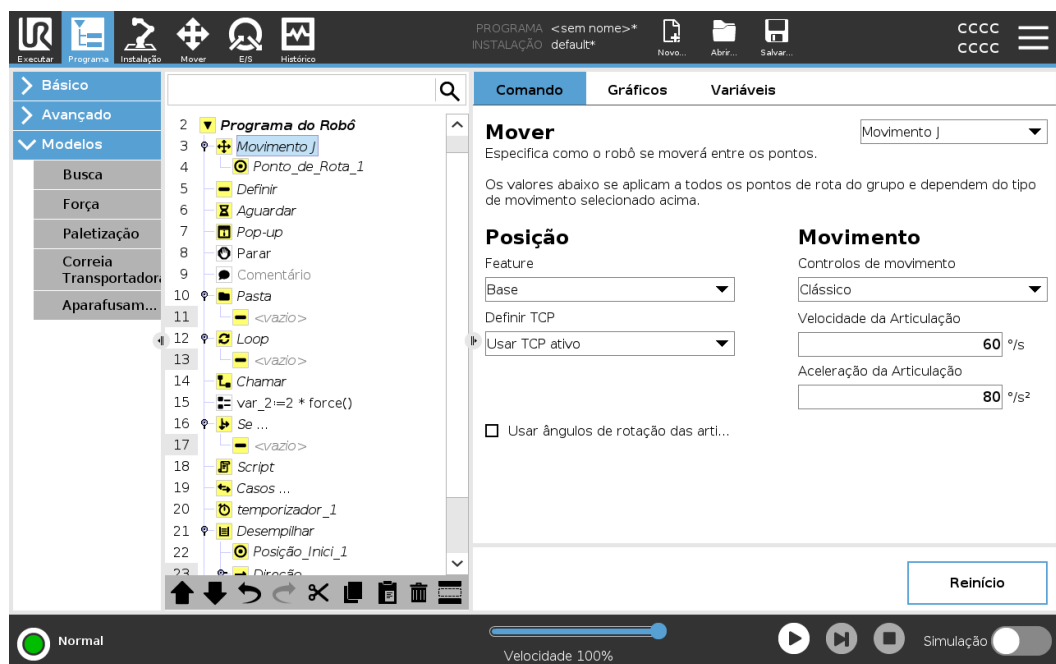 UR
PROGRAMA <sem nome>*
INSTALAÇÃO default*
Executar Programa Instalação Mover E/S Histórico
Novo... Abrir... Salvar...
CCCC
CCCC
Básico
Avançado
Modelos
Busca
Força
Paletização
Correia
Transportador
Aparafusam...
2 Programa do Robô
3 Movimento J
4 Ponto_de_Rota_1
5 Definir
6 Aguardar
7 Pop-up
8 Parar
9 Comentário
10 Pasta
11 <vazio>
12 Loop
13 <vazio>
14 Chamar
15 var_2:=2 * force()
16 Se ...
17 <vazio>
18 Script
19 Casos ...
20 temporizador_1
21 Desempilhar
22 Posição_Inici_1
23 Direção
Comando Gráficos Variáveis
Mover
Movimento J
Especifica como o robô se moverá entre os pontos.
Os valores abaixo se aplicam a todos os pontos de rota do grupo e dependem do tipo
de movimento selecionado acima.
Posição
Feature
Base
Definir TCP
Usar TCP ativo
Usar ângulos de rotação das arti...
Movimento
Controlos de movimento
Clássico
Velocidade da Articulação
60 °/s
Aceleração da Articulação
80 °/s²
Reinício
Normal
Velocidade 100%
Simulação